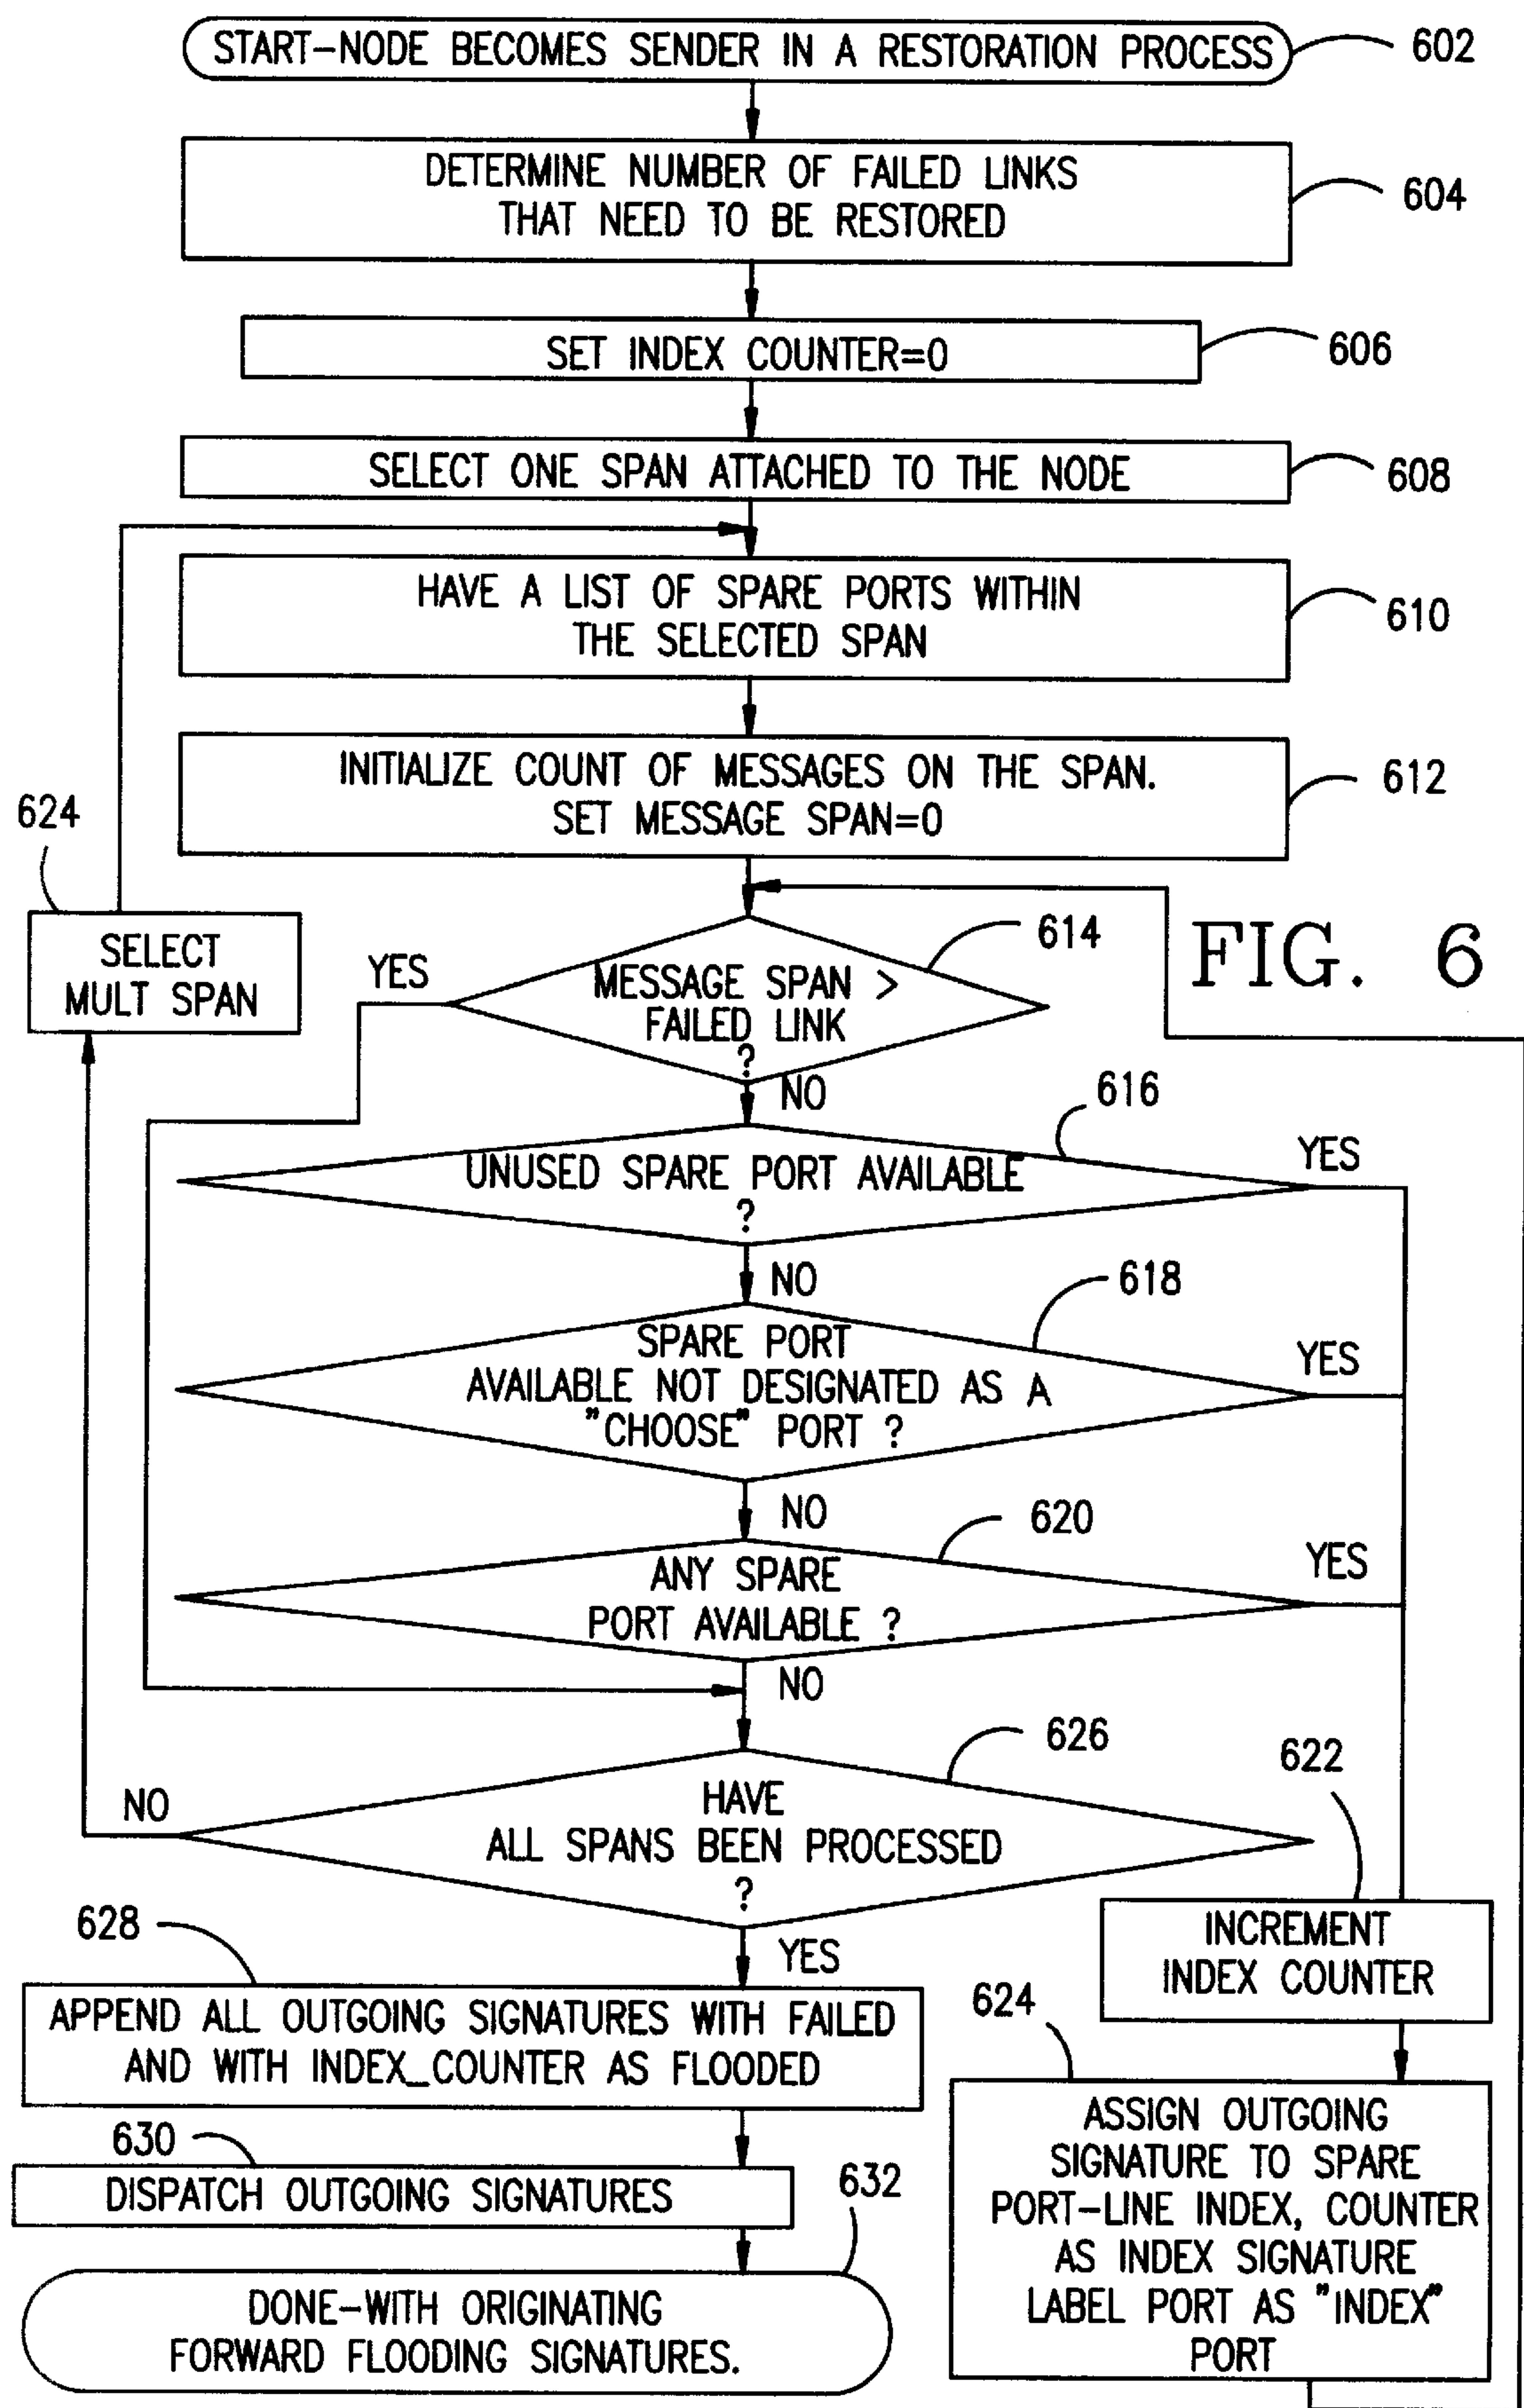 START-NODE BECOMES SENDER IN A RESTORATION PROCESS
602
DETERMINE NUMBER OF FAILED LINKS
THAT NEED TO BE RESTORED
604
SET INDEX COUNTER=0
606
SELECT ONE SPAN ATTACHED TO THE NODE
608
HAVE A LIST OF SPARE PORTS WITHIN
THE SELECTED SPAN
610
INITIALIZE COUNT OF MESSAGES ON THE SPAN.
SET MESSAGE SPAN=0
612
624
SELECT
MULT SPAN
YES
MESSAGE SPAN >
FAILED LINK
?
614
FIG. 6
NO
616
UNUSED SPARE PORT AVAILABLE
?
YES
NO
618
SPARE PORT
AVAILABLE NOT DESIGNATED AS A
"CHOOSE" PORT ?
YES
NO
620
ANY SPARE
PORT AVAILABLE ?
YES
NO
626
HAVE
ALL SPANS BEEN PROCESSED
?
NO
622
INCREMENT
INDEX COUNTER
628
YES
APPEND ALL OUTGOING SIGNATURES WITH FAILED
AND WITH INDEX_COUNTER AS FLOODED
624
ASSIGN OUTGOING
SIGNATURE TO SPARE
PORT-LINE INDEX, COUNTER
AS INDEX SIGNATURE
LABEL PORT AS "INDEX"
PORT
630
DISPATCH OUTGOING SIGNATURES
632
DONE-WITH ORIGINATING
FORWARD FLOODING SIGNATURES.